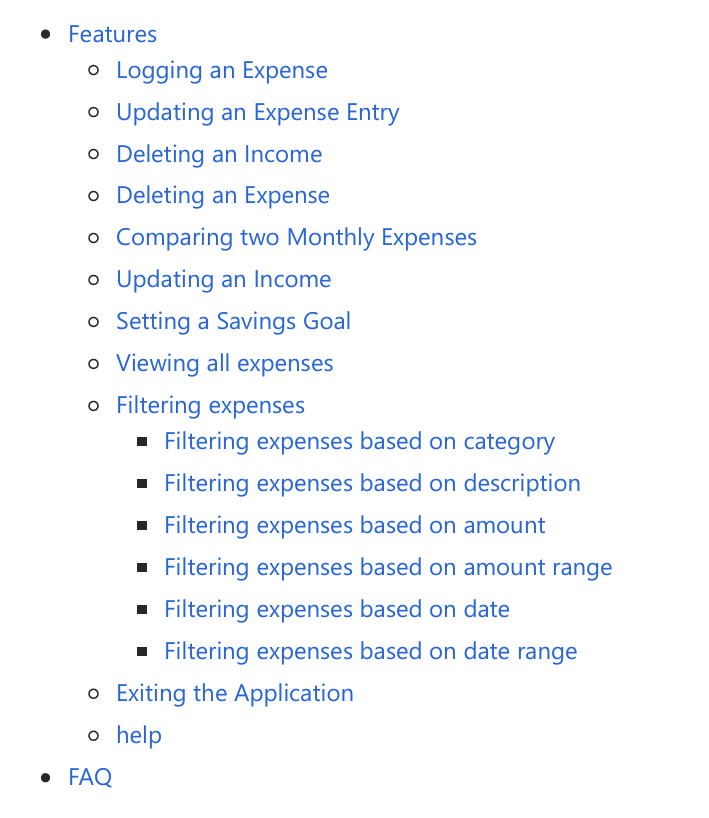 Features
Logging an Expense
Updating an Expense Entry
Deleting an Income
Deleting an Expense
Comparing two Monthly Expenses
Updating an Income
Setting a Savings Goal
Viewing all expenses
Filtering expenses
Filtering expenses based on category
Filtering expenses based on description
Filtering expenses based on amount
Filtering expenses based on amount range
Filtering expenses based on date
Filtering expenses based on date range
Exiting the Application
help
FAQ